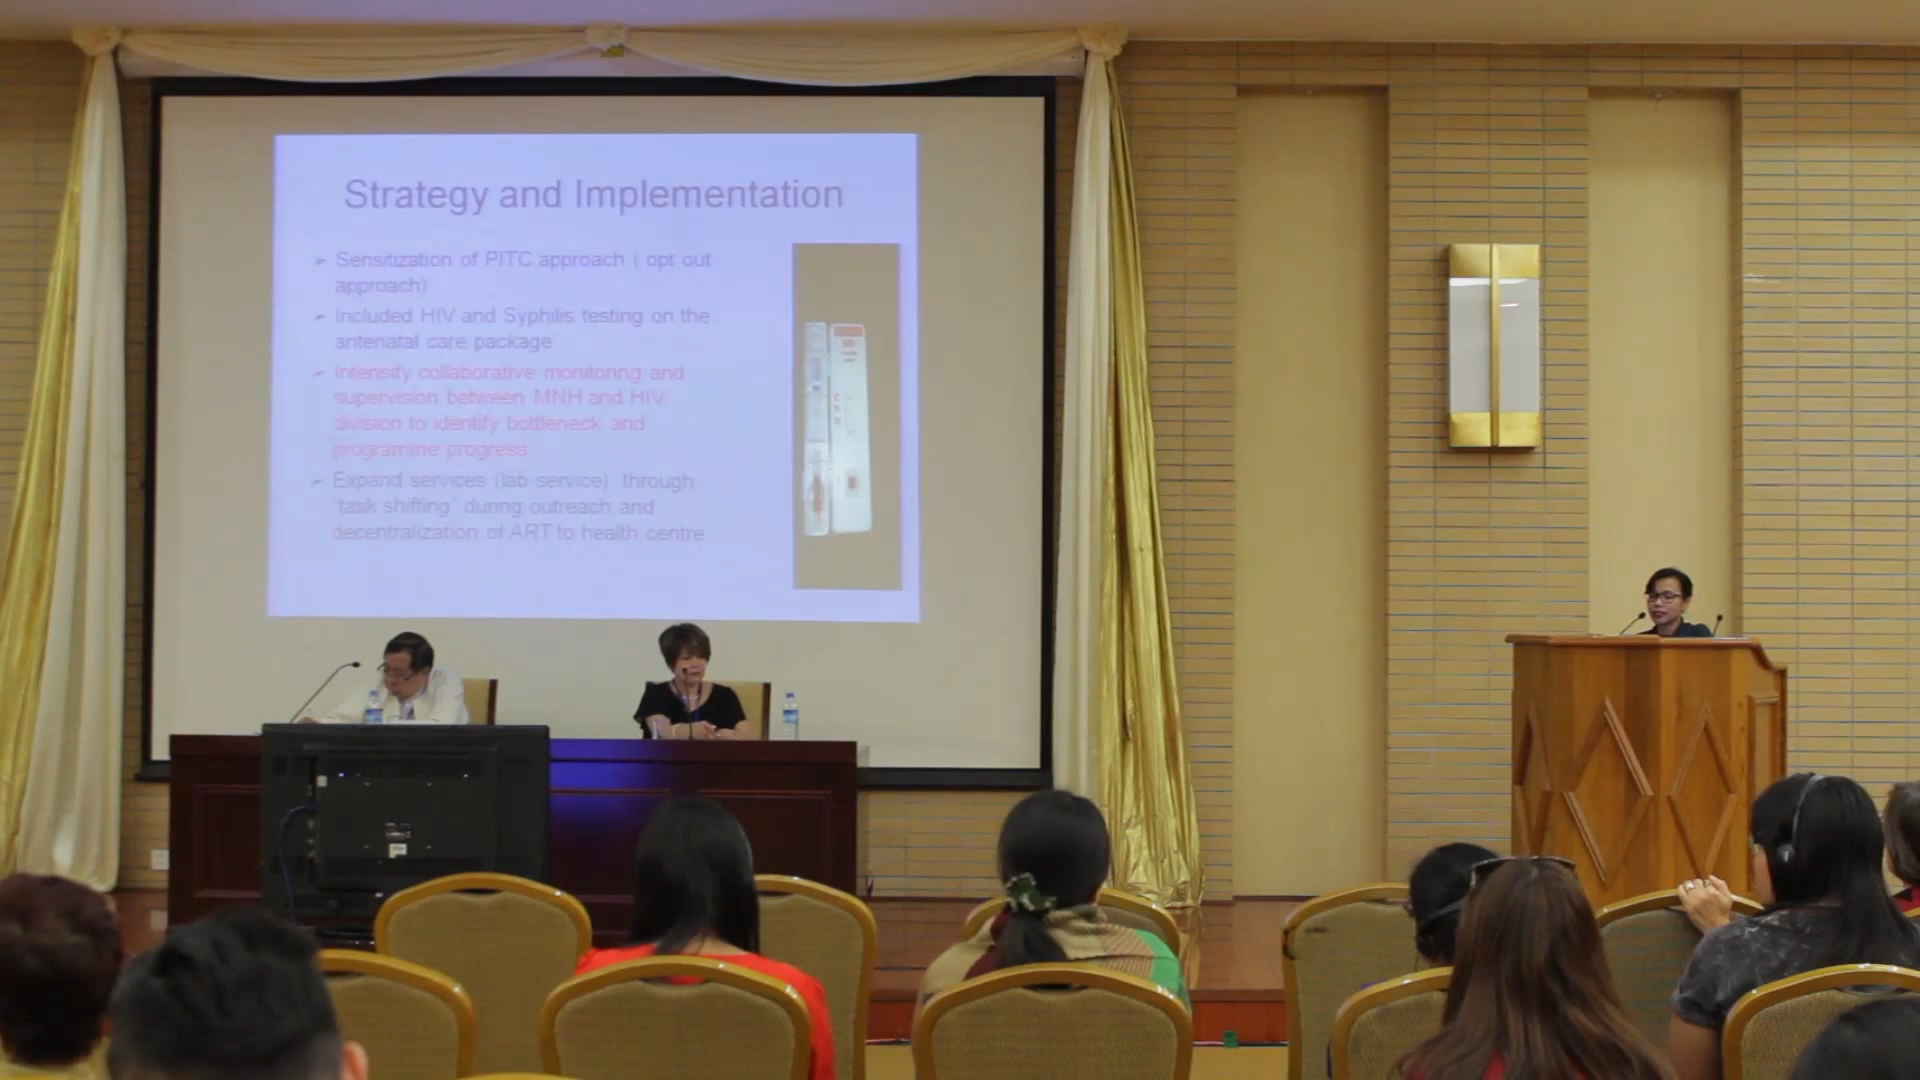 Strategy and Implementation
Sensitization of PITC approach ( opt out
approach)
Included HIV and Syphilis testing on the
antenatal care package
Intensify collaborative monitoring and
supervision between MNH and HIV
division to identify bottleneck and
programme progress
Expand services (lab service) through
"task shifting" during outreach and
decentralization of ART to health centre